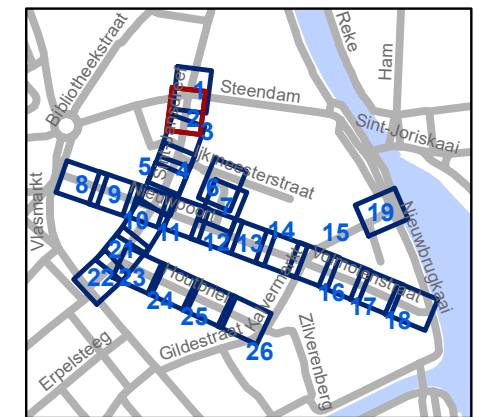 Bibliotheekstraat
Reke
Ham
Steendam
Sint-Joriskaai
1
2
3
4
5
6
7
8
9
10
11
12
13
14
15
16
17
18
19
21
22
23
24
25
26
Vlasmarkt
Nieuwbrugkaai
Kalvermarkt
Gildestraat
Zilverenberg
Erpelsteeg